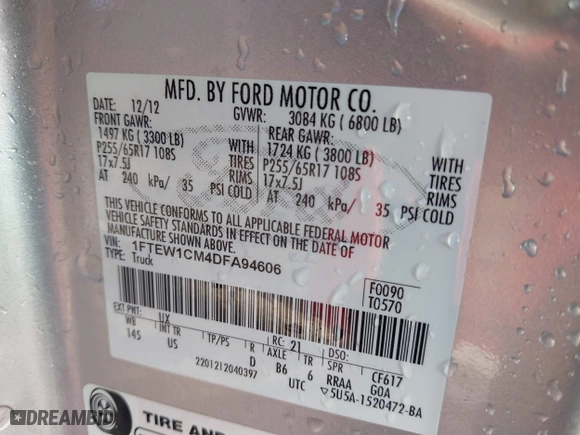 MFD. BY FORD MOTOR CO.
DATE: 12/12 GVWR: 3084 KG ( 6800 LB)
FRONT GAWR: REAR GAWR:
1497 KG ( 3300 LB) 1724 KG ( 3800 LB)
P255/65R17 108S WITH TIRES P255/65R17 108S WITH TIRES
17x7.5J RIMS 17x7.5J RIMS
AT 240 kPa/ 35 PSI COLD AT 240 kPa/ 35 PSI COLD
THIS VEHICLE CONFORMS TO ALL APPLICABLE FEDERAL MOTOR
VEHICLE SAFETY STANDARDS IN EFFECT ON THE DATE OF
MANUFACTURE SHOWN ABOVE.
VIN: 1FTEW1CM4DFA94606
TYPE: Truck
F0090
T0570
EXT PNT: UX RC: 21 DSO:
WB INT TR TP/PS R AXLE TR SPR CF617
145 US D B6 6 RRAA GOA
2201212040397 UTC 5U5A-1520472-BA
Ford
TIRE AND
DREAMBID